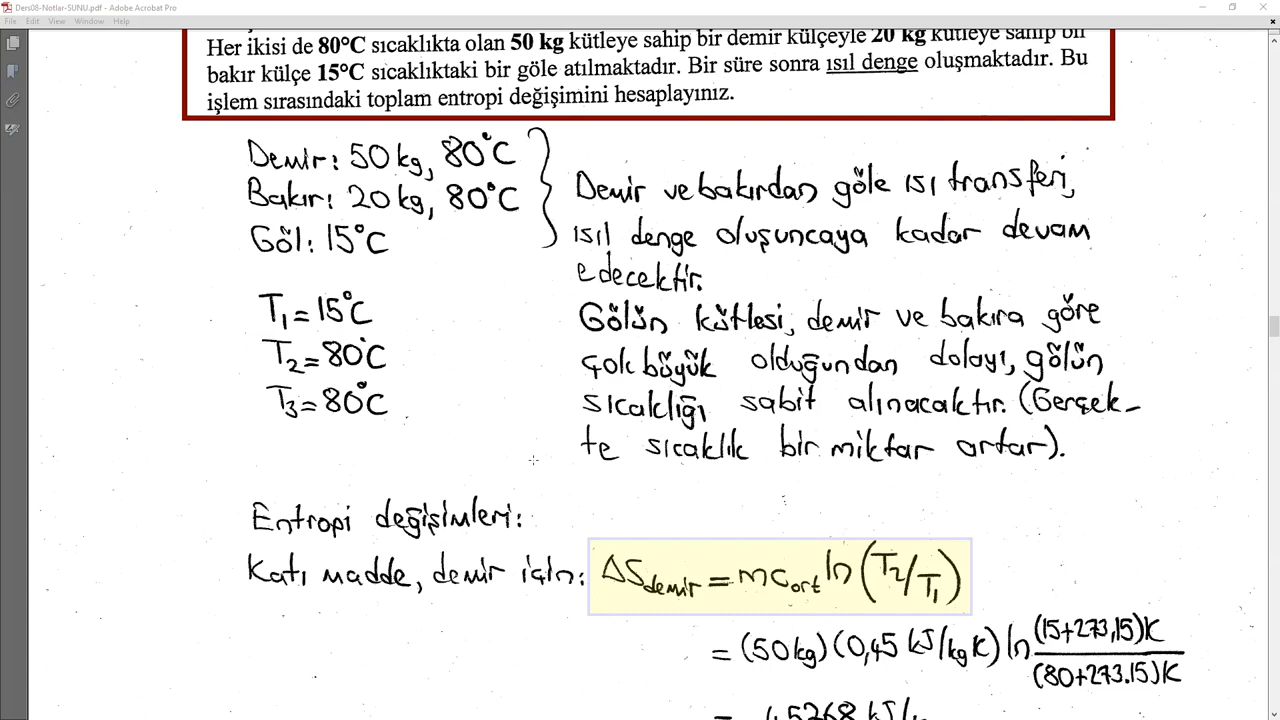 Ders08-Notlar-SUNU.pdf - Adobe Acrobat Pro
File Edit View Window Help
Her ikisi de 80°C sıcaklıkta olan 50 kg kütleye sahip bir demir külçeyle 20 kg kütleye sahip bir
bakır külçe 15°C sıcaklıktaki bir göle atılmaktadır. Bir süre sonra ısıl denge oluşmaktadır. Bu
işlem sırasındaki toplam entropi değişimini hesaplayınız.
Demir: 50 kg, 80°C
Bakır: 20 kg, 80°C
Göl: 15°C
Demir ve bakırdan göle ısı transferi,
ısıl denge oluşuncaya kadar devam
edecektir.
T₁=15°C
T₂=80°C
T₃=80°C
Gölün kütlesi, demir ve bakıra göre
çok büyük olduğundan dolayı, gölün
sıcaklığı sabit alınacaktır. (Gerçek-
te sıcaklık bir miktar artar).
Entropi değişimleri:
Katı madde, demir için: ΔS demir = mc ort ln (T₂/T₁)
= (50 kg) (0,45 kJ/kgK) ln (15+273,15)K / (80+273.15)K